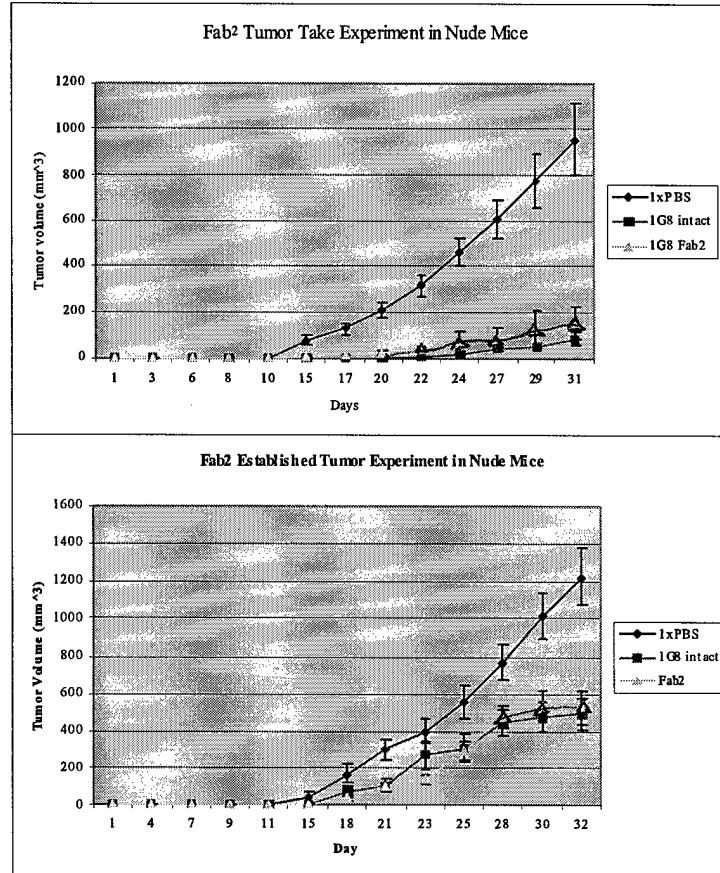 Fab2 Tumor Take Experiment in Nude Mice
1200
1000
800
600
400
200
0
Tumor volume (mm^3)
1 3 6 8 10 15 17 20 22 24 27 29 31
Days
1xPBS
1G8 intact
1G8 Fab2
Fab2 Established Tumor Experiment in Nude Mice
1600
1400
1200
1000
800
600
400
200
0
Tumor Volume (mm^3)
1 4 7 9 11 15 18 21 23 25 28 30 32
Day
1xPBS
1G8 intact
Fab2